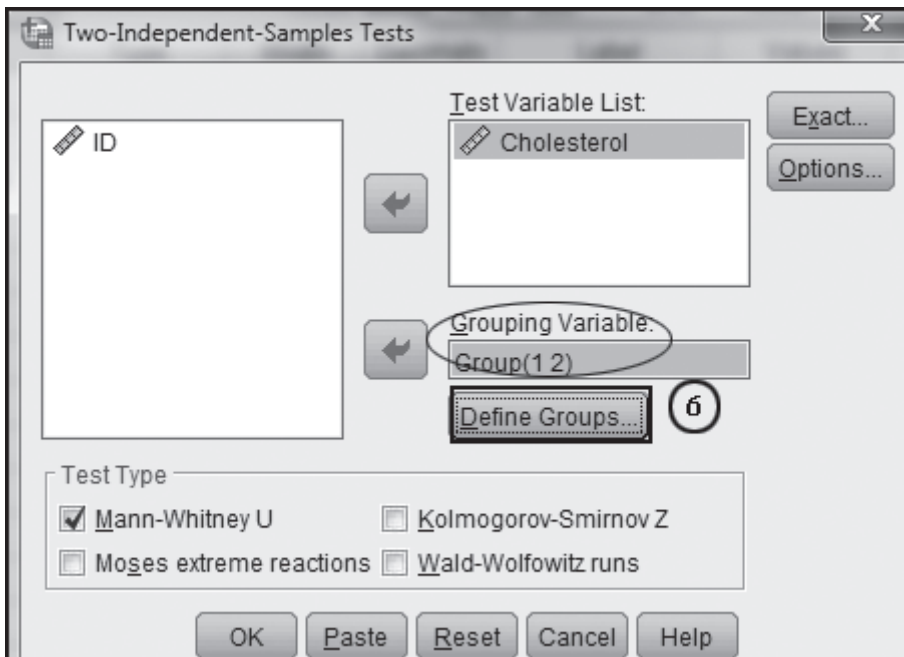 Two-Independent-Samples Tests
Test Variable List:
ID
Cholesterol
Exact...
Options...
Grouping Variable:
Group(1 2)
Define Groups...
б
Test Type
Mann-Whitney U
Kolmogorov-Smirnov Z
Moses extreme reactions
Wald-Wolfowitz runs
OK
Paste
Reset
Cancel
Help